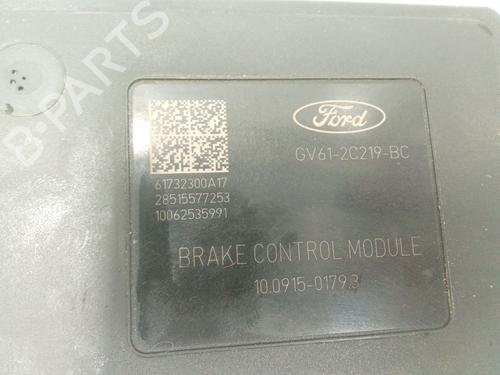 B-PARTS
Ford
GV61-2C219-BC
61732300A17
28515577253
10062535991
BRAKE CONTROL MODULE
10.0915-0179.3